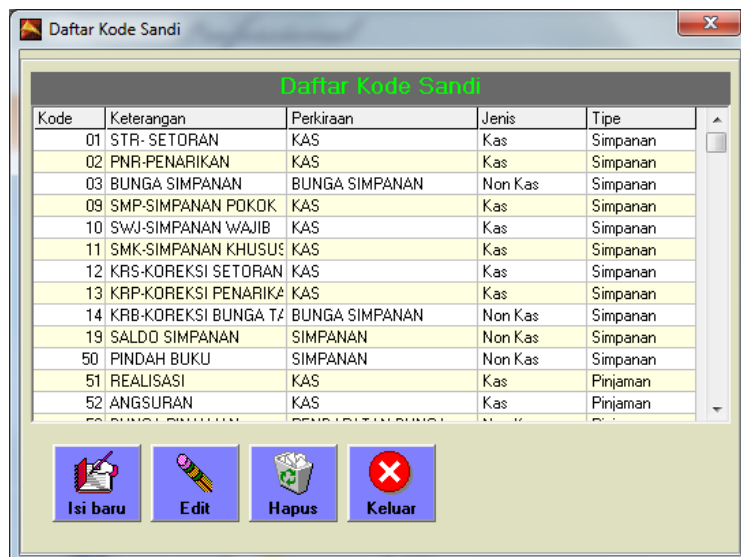 Daftar Kode Sandi
Daftar Kode Sandi
Kode Keterangan Perkiraan Jenis Tipe
01 STR- SETORAN KAS Kas Simpanan
02 PNR-PENARIKAN KAS Kas Simpanan
03 BUNGA SIMPANAN BUNGA SIMPANAN Non Kas Simpanan
09 SMP-SIMPANAN POKOK KAS Kas Simpanan
10 SWJ-SIMPANAN WAJIB KAS Kas Simpanan
11 SMK-SIMPANAN KHUSUS KAS Kas Simpanan
12 KRS-KOREKSI SETORAN KAS Kas Simpanan
13 KRP-KOREKSI PENARIKA KAS Kas Simpanan
14 KRB-KOREKSI BUNGA TA BUNGA SIMPANAN Non Kas Simpanan
19 SALDO SIMPANAN SIMPANAN Non Kas Simpanan
50 PINDAH BUKU SIMPANAN Non Kas Simpanan
51 REALISASI KAS Kas Pinjaman
52 ANGSURAN KAS Kas Pinjaman
Isi baru Edit Hapus Keluar